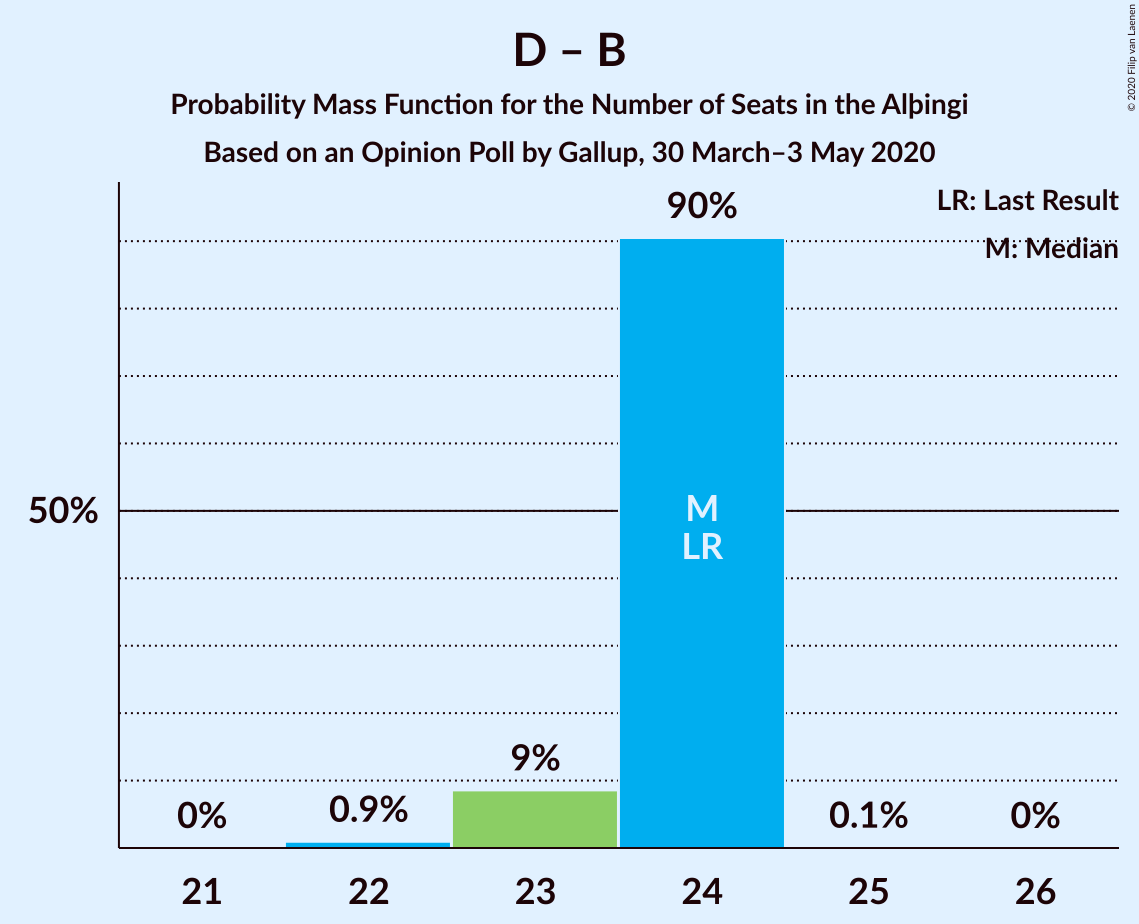 D – B
Probability Mass Function for the Number of Seats in the Alþingi
Based on an Opinion Poll by Gallup, 30 March–3 May 2020
© 2020 Filip van Laenen
LR: Last Result
M: Median
50%
0%
0.9%
9%
90%
M
LR
0.1%
0%
21
22
23
24
25
26